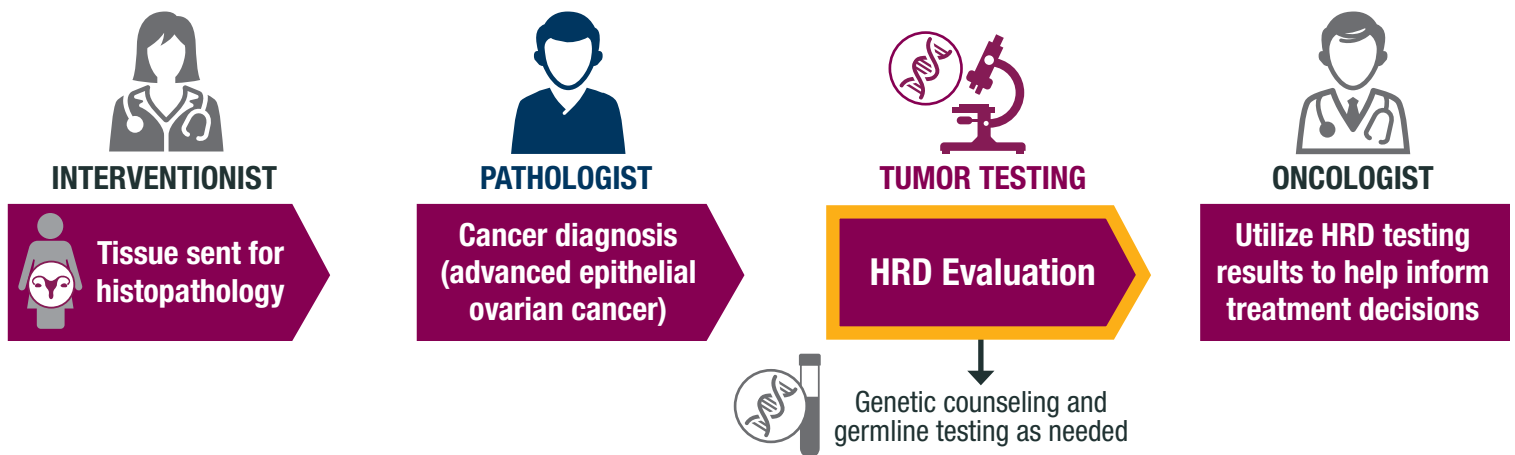 INTERVENTIONIST
Tissue sent for
histopathology
PATHOLOGIST
Cancer diagnosis
(advanced epithelial
ovarian cancer)
TUMOR TESTING
HRD Evaluation
Genetic counseling and
germline testing as needed
ONCOLOGIST
Utilize HRD testing
results to help inform
treatment decisions